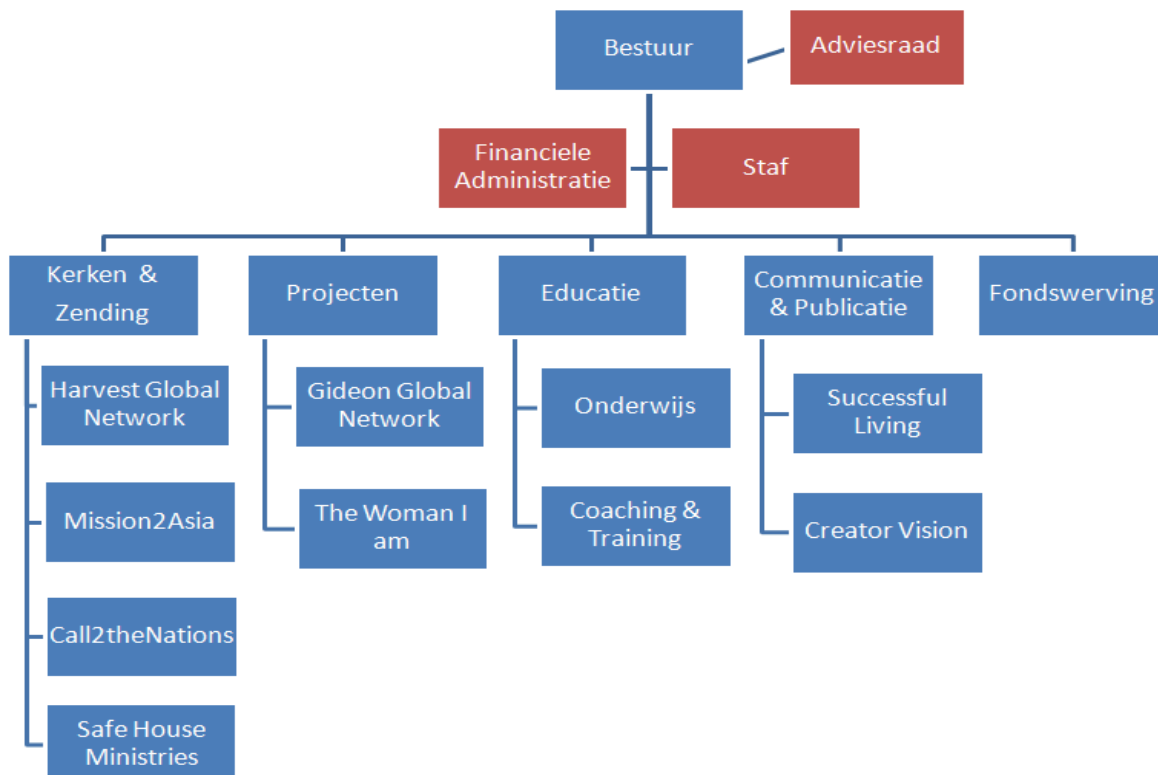 Bestuur
Adviesraad
Financiele
Administratie
Staf
Kerken &
Zending
Projecten
Educatie
Communicatie
& Publicatie
Fondswerving
Harvest Global
Network
Mission2Asia
Call2theNations
Safe House
Ministries
Gideon Global
Network
The Woman I
am
Onderwijs
Coaching &
Training
Successful
Living
Creator Vision